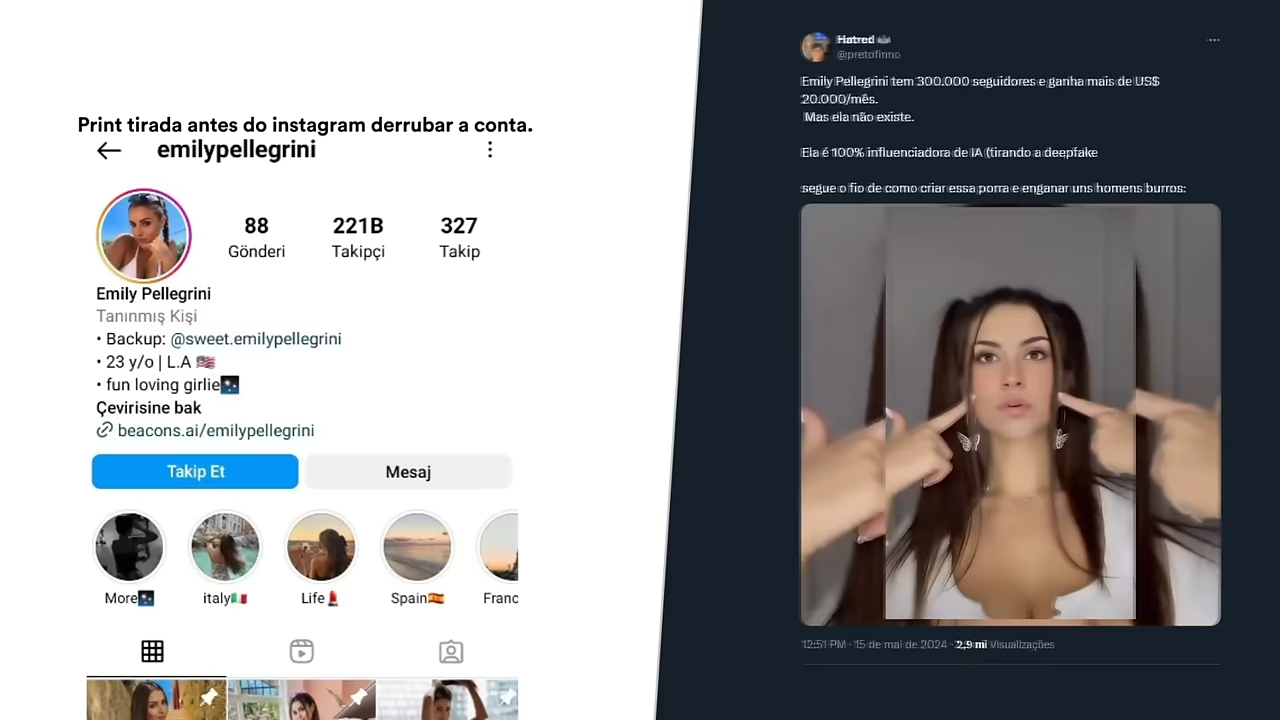 Print tirada antes do instagram derrubar a conta.
emilypellegrini
88
221B
327
Gönderi
Takipçi
Takip
Emily Pellegrini
Tanınmış Kişi
• Backup: @sweet.emilypellegrini
• 23 y/o | L.A 🇺🇸
• fun loving girlie🌃
Çevirisine bak
beacons.ai/emilypellegrini
Takip Et
Mesaj
More🌃
italy🇮🇹
Life💄
Spain🇪🇸
Franc
Hatred
@pretofinno
Emily Pellegrini tem 300.000 seguidores e ganha mais de US$
20.000/mês.
Mas ela não existe.
Ela é 100% influenciadora de IA (tirando a deepfake
segue o fio de como criar essa porra e enganar uns homens burros:
12:51 PM · 15 de mai de 2024 · 2,9 mi Visualizações